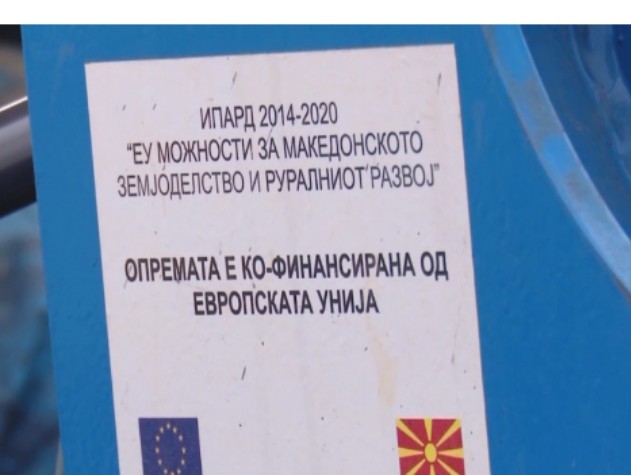 ИПАРД 2014-2020
“ЕУ МОЖНОСТИ ЗА МАКЕДОНСКОТО
ЗЕМЈОДЕЛСТВО И РУРАЛНИОТ РАЗВОЈ”
ОПРЕМАТА Е КО-ФИНАНСИРАНА ОД
ЕВРОПСКАТА УНИЈА